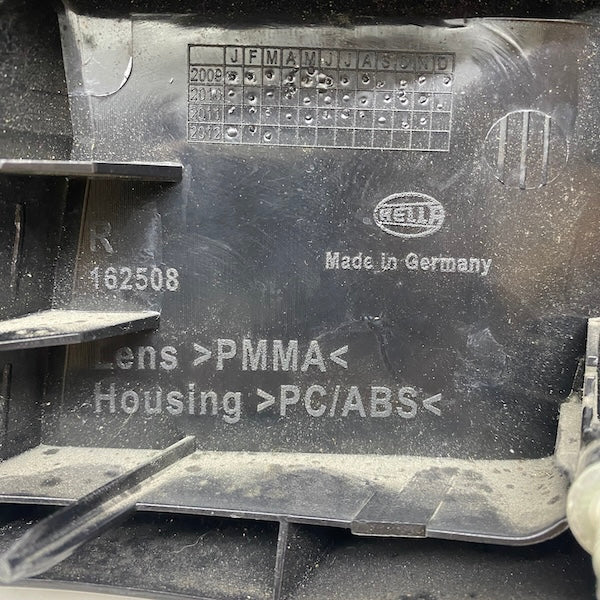 J F M A M J J A S O N D
2009
2010
2011
2012
HELLA
Made in Germany
R
162508
Lens >PMMA<
Housing >PC/ABS<